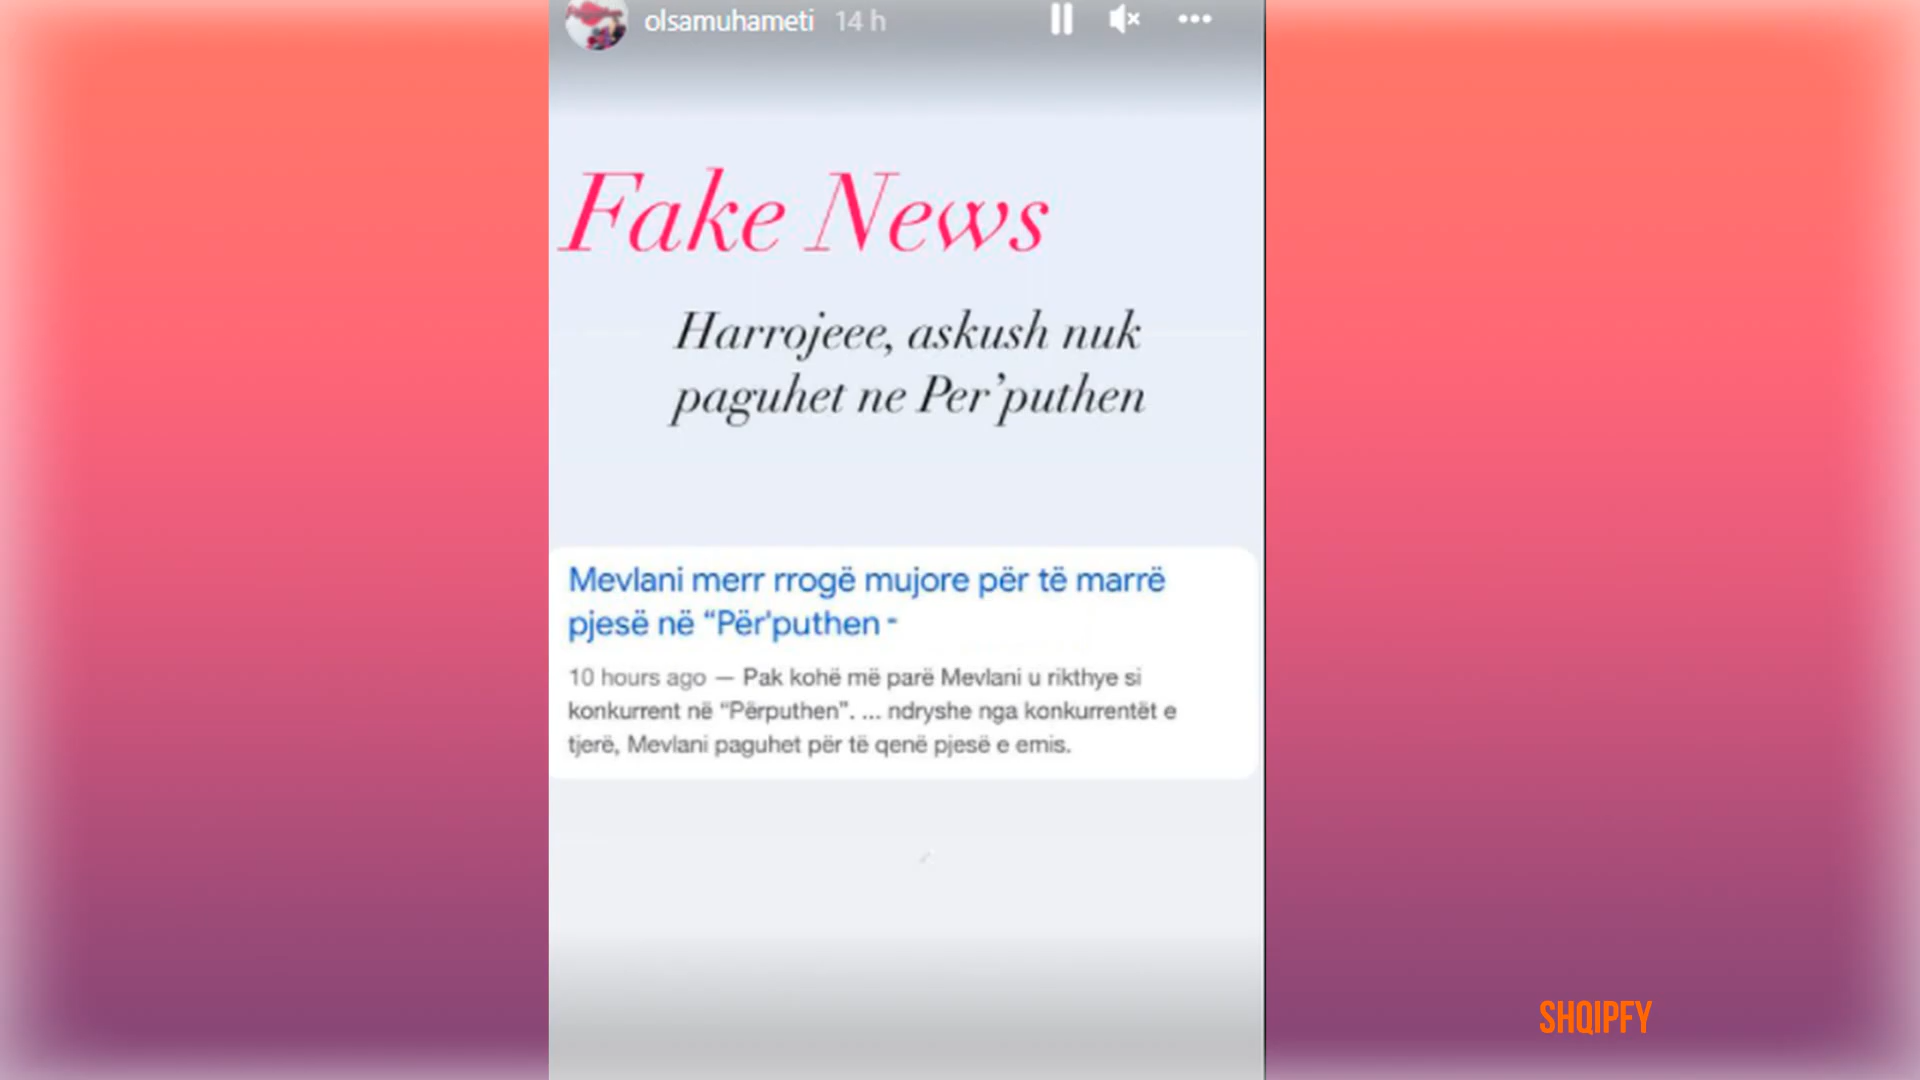 olsamuhameti 14 h
Fake News
Harrojeee, askush nuk
paguhet ne Per'puthen
Mevlani merr rrogë mujore për të marrë
pjesë në “Për'puthen -
10 hours ago — Pak kohë më parë Mevlani u rikthye si
konkurrent në “Përputhen”. ... ndryshe nga konkurrentët e
tjerë, Mevlani paguhet për të qenë pjesë e emis.
SHQIPFY